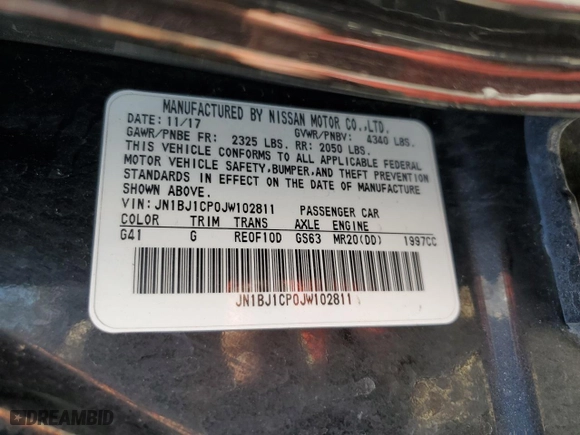 MANUFACTURED BY NISSAN MOTOR CO.,LTD.
DATE: 11/17 GVWR/PNBV: 4340 LBS.
GAWR/PNBE FR: 2325 LBS. RR: 2050 LBS.
THIS VEHICLE CONFORMS TO ALL APPLICABLE FEDERAL
MOTOR VEHICLE SAFETY,BUMPER,AND THEFT PREVENTION
STANDARDS IN EFFECT ON THE DATE OF MANUFACTURE
SHOWN ABOVE.
VIN: JN1BJ1CP0JW102811 PASSENGER CAR
COLOR TRIM TRANS AXLE ENGINE
G41 G RE0F10D GS63 MR20(DD) 1997CC
JN1BJ1CP0JW102811
DREAMBID